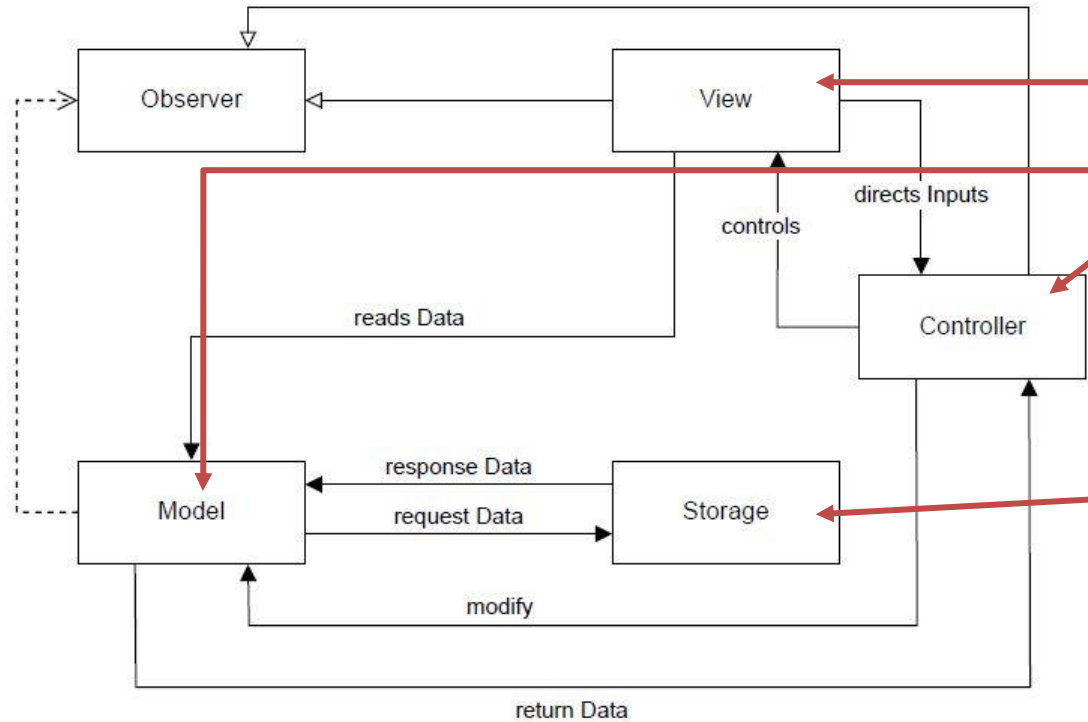 Observer
View
directs Inputs
controls
reads Data
Controller
response Data
Model
request Data
Storage
modify
return Data